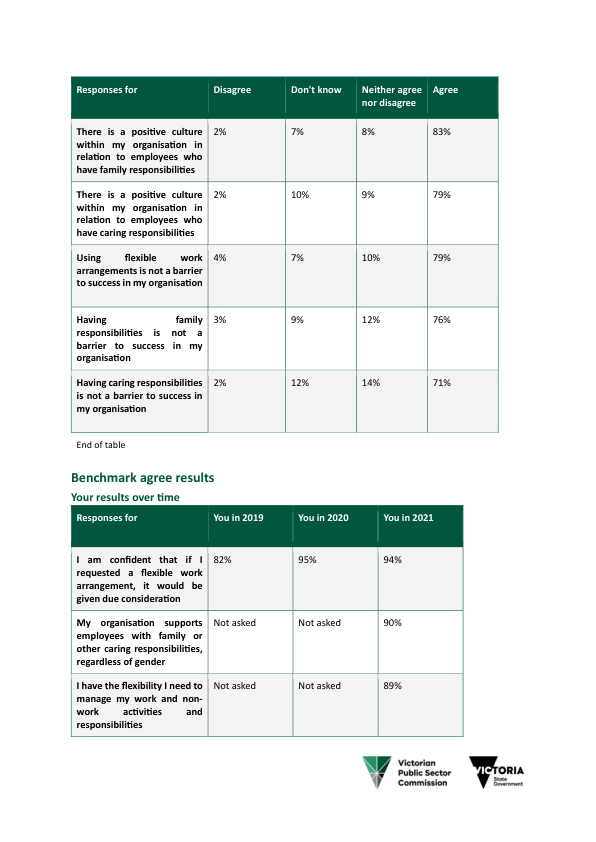 Responses for Disagree Don't know Neither agree Agree
nor disagree
There is a positive culture 2% 7% 8% 83%
within my organisation in
relation to employees who
have family responsibilities
There is a positive culture 2% 10% 9% 79%
within my organisation in
relation to employees who
have caring responsibilities
Using flexible work 4% 7% 10% 79%
arrangements is not a barrier
to success in my organisation
Having family 3% 9% 12% 76%
responsibilities is not a
barrier to success in my
organisation
Having caring responsibilities 2% 12% 14% 71%
is not a barrier to success in
my organisation
End of table
Benchmark agree results
Your results over time
Responses for You in 2019 You in 2020 You in 2021
I am confident that if I 82% 95% 94%
requested a flexible work
arrangement, it would be
given due consideration
My organisation supports Not asked Not asked 90%
employees with family or
other caring responsibilities,
regardless of gender
I have the flexibility I need to Not asked Not asked 89%
manage my work and non-
work activities and
responsibilities
Victorian
Public Sector
Commission
VICTORIA
State
Government